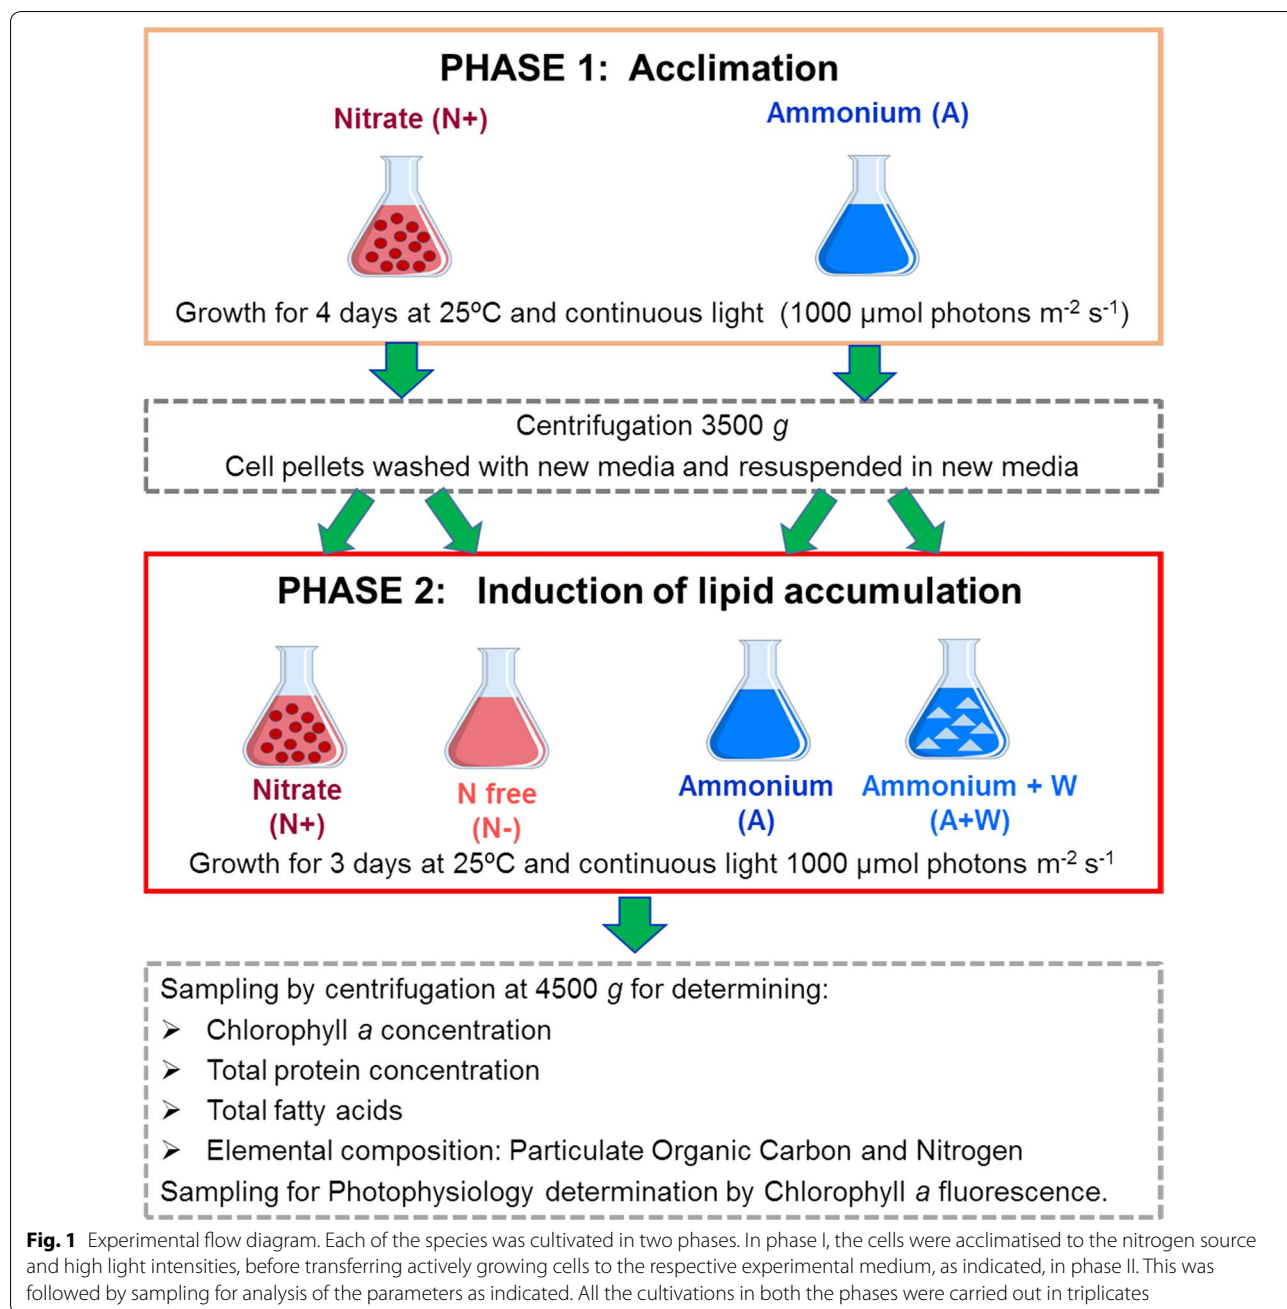 PHASE 1: Acclimation
Nitrate (N+)
Ammonium (A)
Growth for 4 days at 25ºC and continuous light (1000 µmol photons m-2 s-1)
Centrifugation 3500 g
Cell pellets washed with new media and resuspended in new media
PHASE 2: Induction of lipid accumulation
Nitrate
(N+)
N free
(N-)
Ammonium
(A)
Ammonium + W
(A+W)
Growth for 3 days at 25ºC and continuous light 1000 µmol photons m-2 s-1
Sampling by centrifugation at 4500 g for determining:
➢ Chlorophyll a concentration
➢ Total protein concentration
➢ Total fatty acids
➢ Elemental composition: Particulate Organic Carbon and Nitrogen
Sampling for Photophysiology determination by Chlorophyll a fluorescence.
Fig. 1 Experimental flow diagram. Each of the species was cultivated in two phases. In phase I, the cells were acclimatised to the nitrogen source
and high light intensities, before transferring actively growing cells to the respective experimental medium, as indicated, in phase II. This was
followed by sampling for analysis of the parameters as indicated. All the cultivations in both the phases were carried out in triplicates